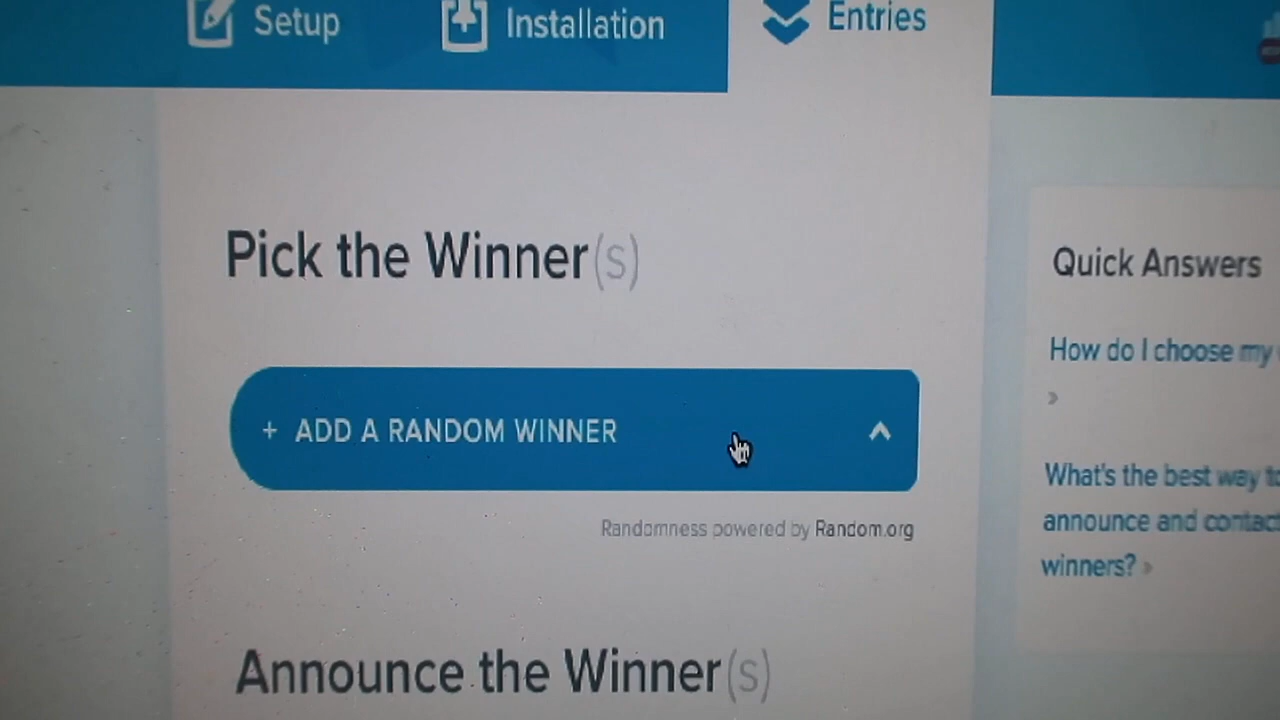 Setup
Installation
Entries
Pick the Winner(s)
+ ADD A RANDOM WINNER
Randomness powered by Random.org
Announce the Winner(s)
Quick Answers
How do I choose my
»
What's the best way to
announce and contact
winners? »